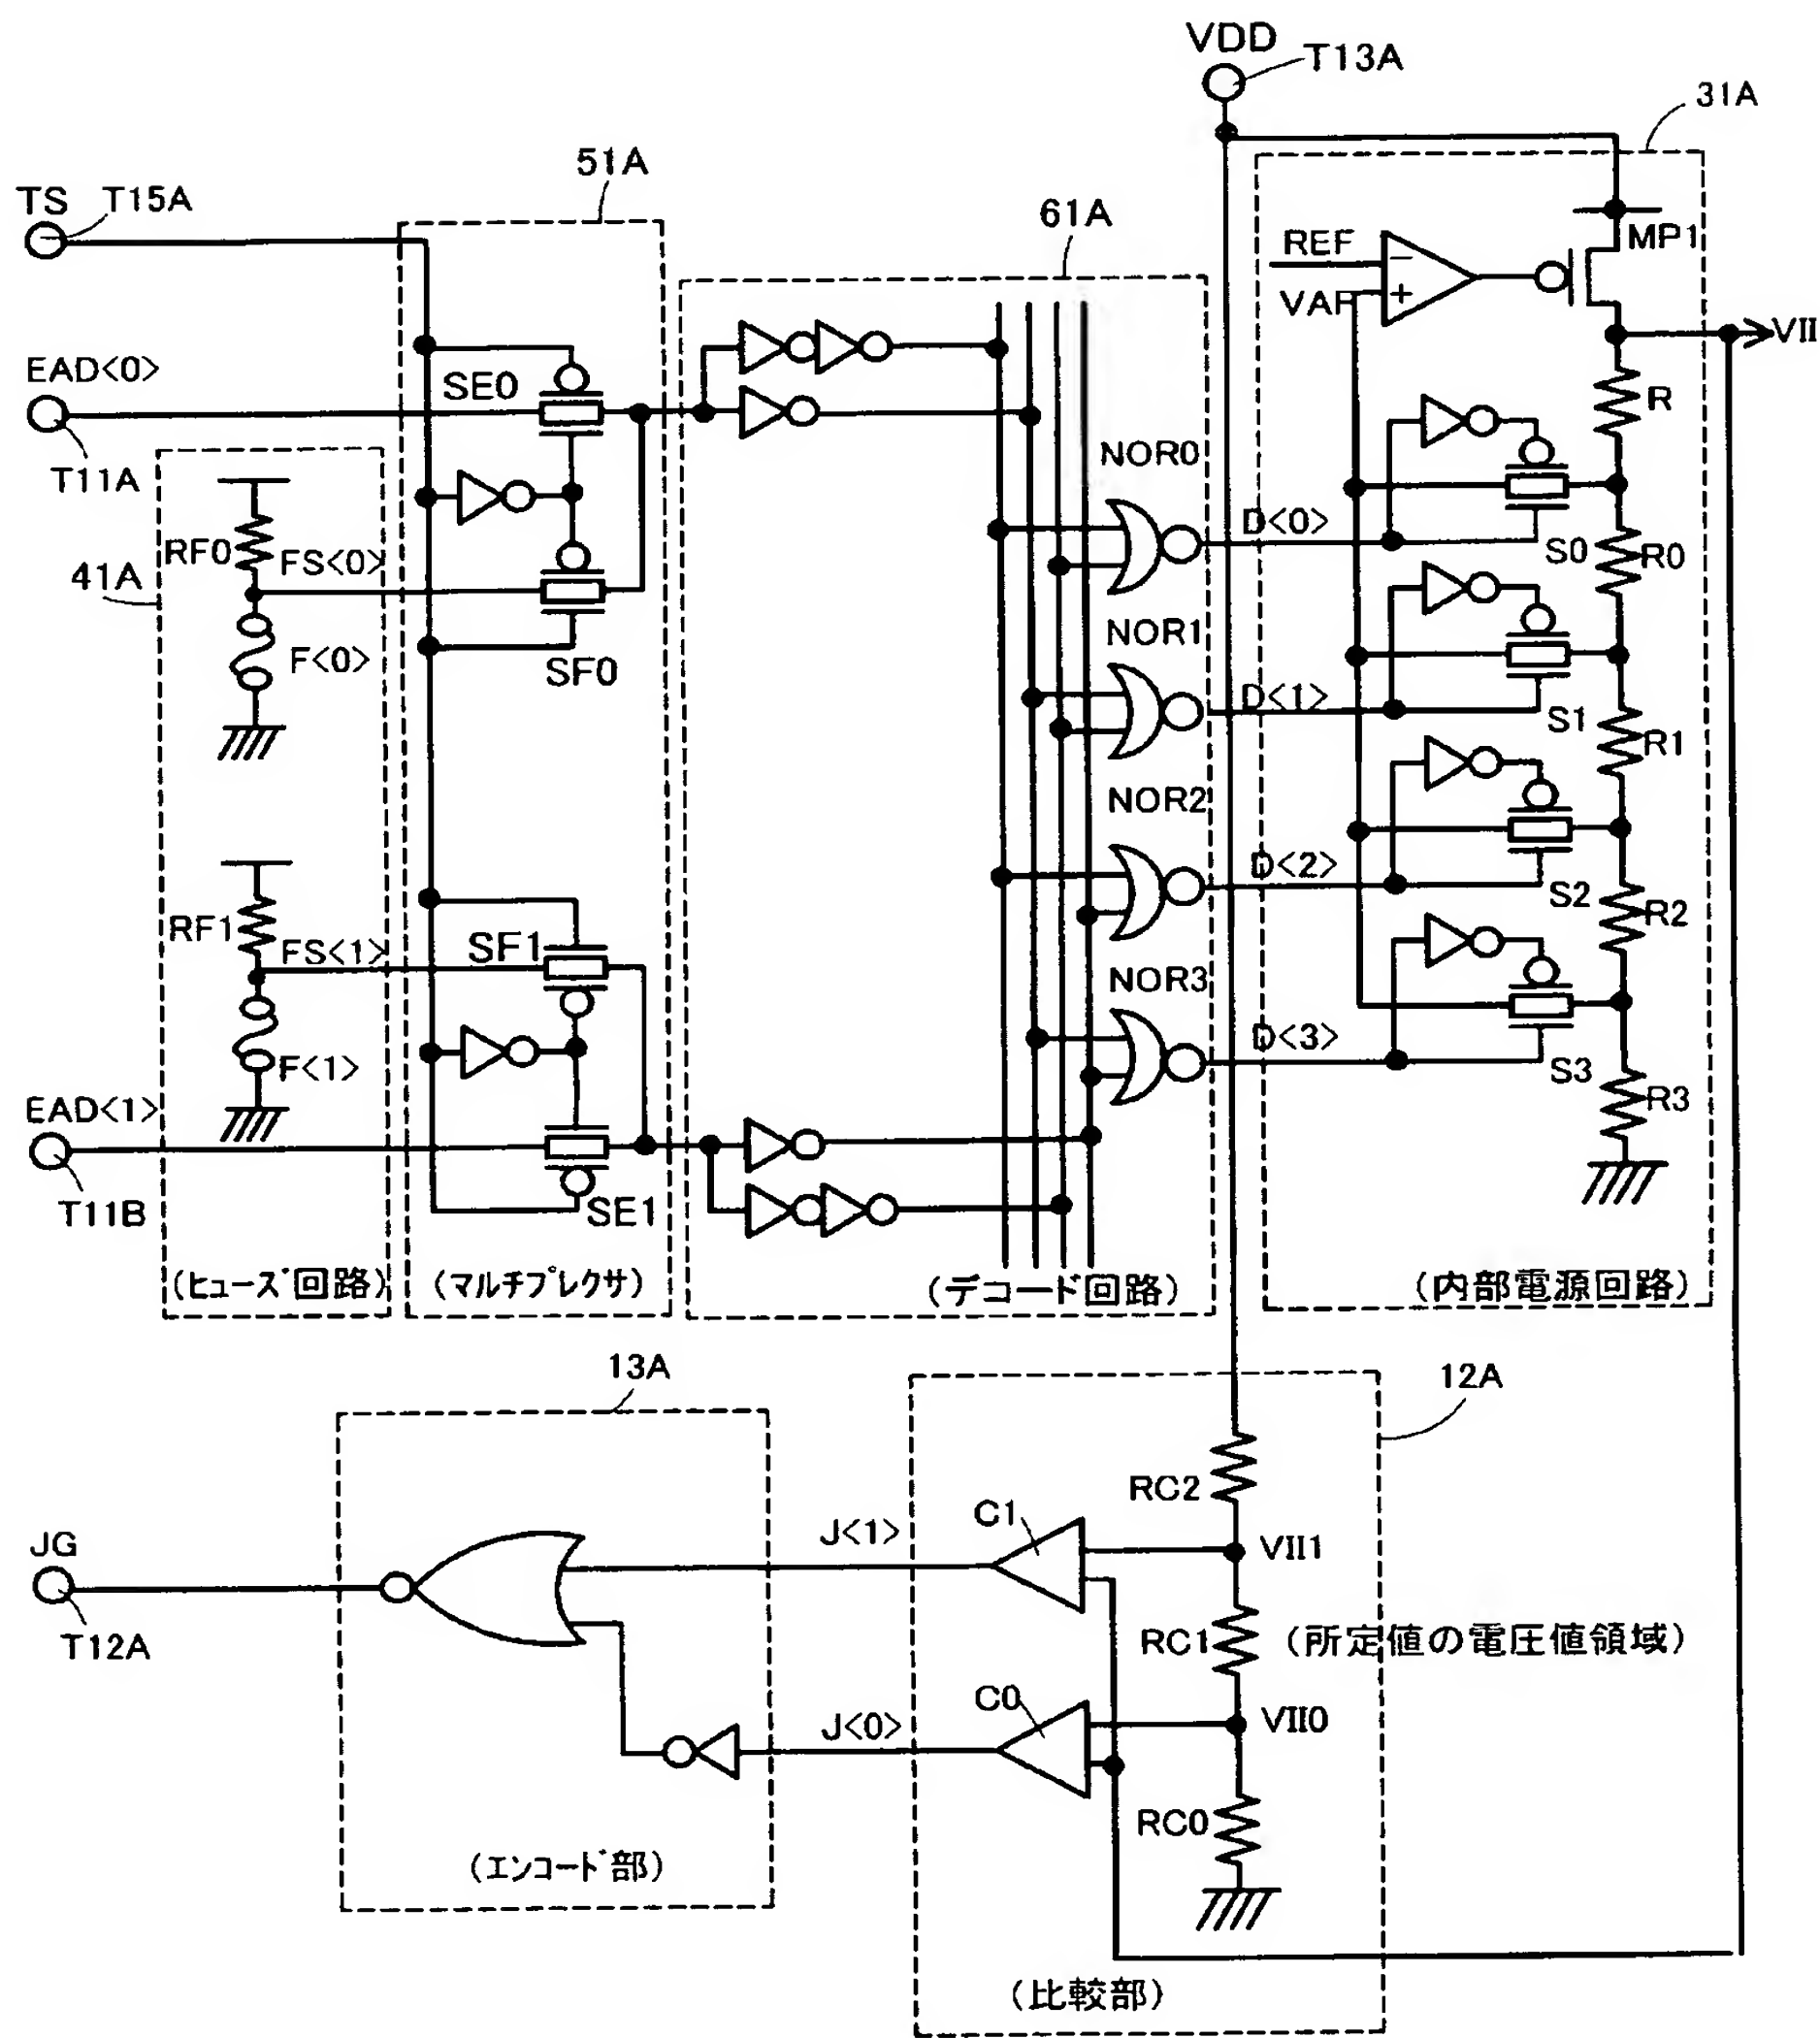 VDD
T13A
31A
51A
TS
T15A
61A
REF
MP1
VAR
VII
EAD<0>
SE0
R
T11A
NOR0
RF0
FS<0>
D<0>
S0
R0
41A
F<0>
SF0
NOR1
D<1>
S1
R1
NOR2
D<2>
S2
R2
RF1
FS<1>
SF1
NOR3
D<3>
S3
R3
F<1>
EAD<1>
T11B
SE1
(ヒューズ回路)
(マルチプレクサ)
(デコード回路)
(内部電源回路)
13A
12A
RC2
C1
J<1>
VII1
JG
T12A
RC1
(所定値の電圧値領域)
C0
J<0>
VII0
RC0
(エンコード部)
(比較部)